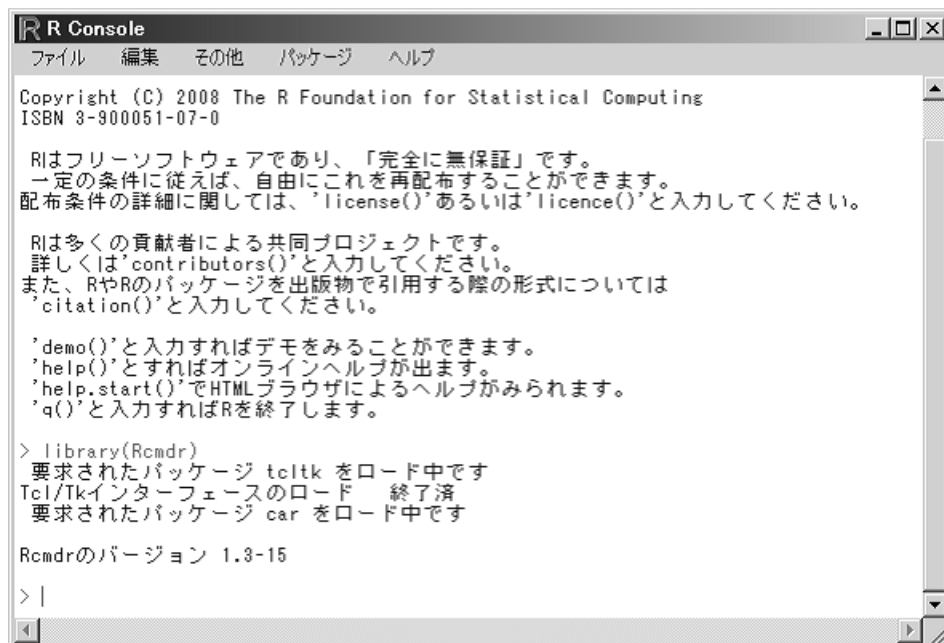 R Console
ファイル 編集 その他 パッケージ ヘルプ
Copyright (C) 2008 The R Foundation for Statistical Computing
ISBN 3-900051-07-0
Rはフリーソフトウェアであり、「完全に無保証」です。
一定の条件に従えば、自由にこれを再配布することができます。
配布条件の詳細に関しては、'license()'あるいは'licence()'と入力してください。
Rは多くの貢献者による共同プロジェクトです。
詳しくは'contributors()'と入力してください。
また、RやRのパッケージを出版物で引用する際の形式については
'citation()'と入力してください。
'demo()'と入力すればデモをみることができます。
'help()'とすればオンラインヘルプが出ます。
'help.start()'でHTMLブラウザによるヘルプがみられます。
'q()'と入力すればRを終了します。
> library(Rcmdr)
要求されたパッケージ tcltk をロード中です
Tcl/Tkインターフェースのロード 終了済
要求されたパッケージ car をロード中です
Rcmdrのバージョン 1.3-15
>